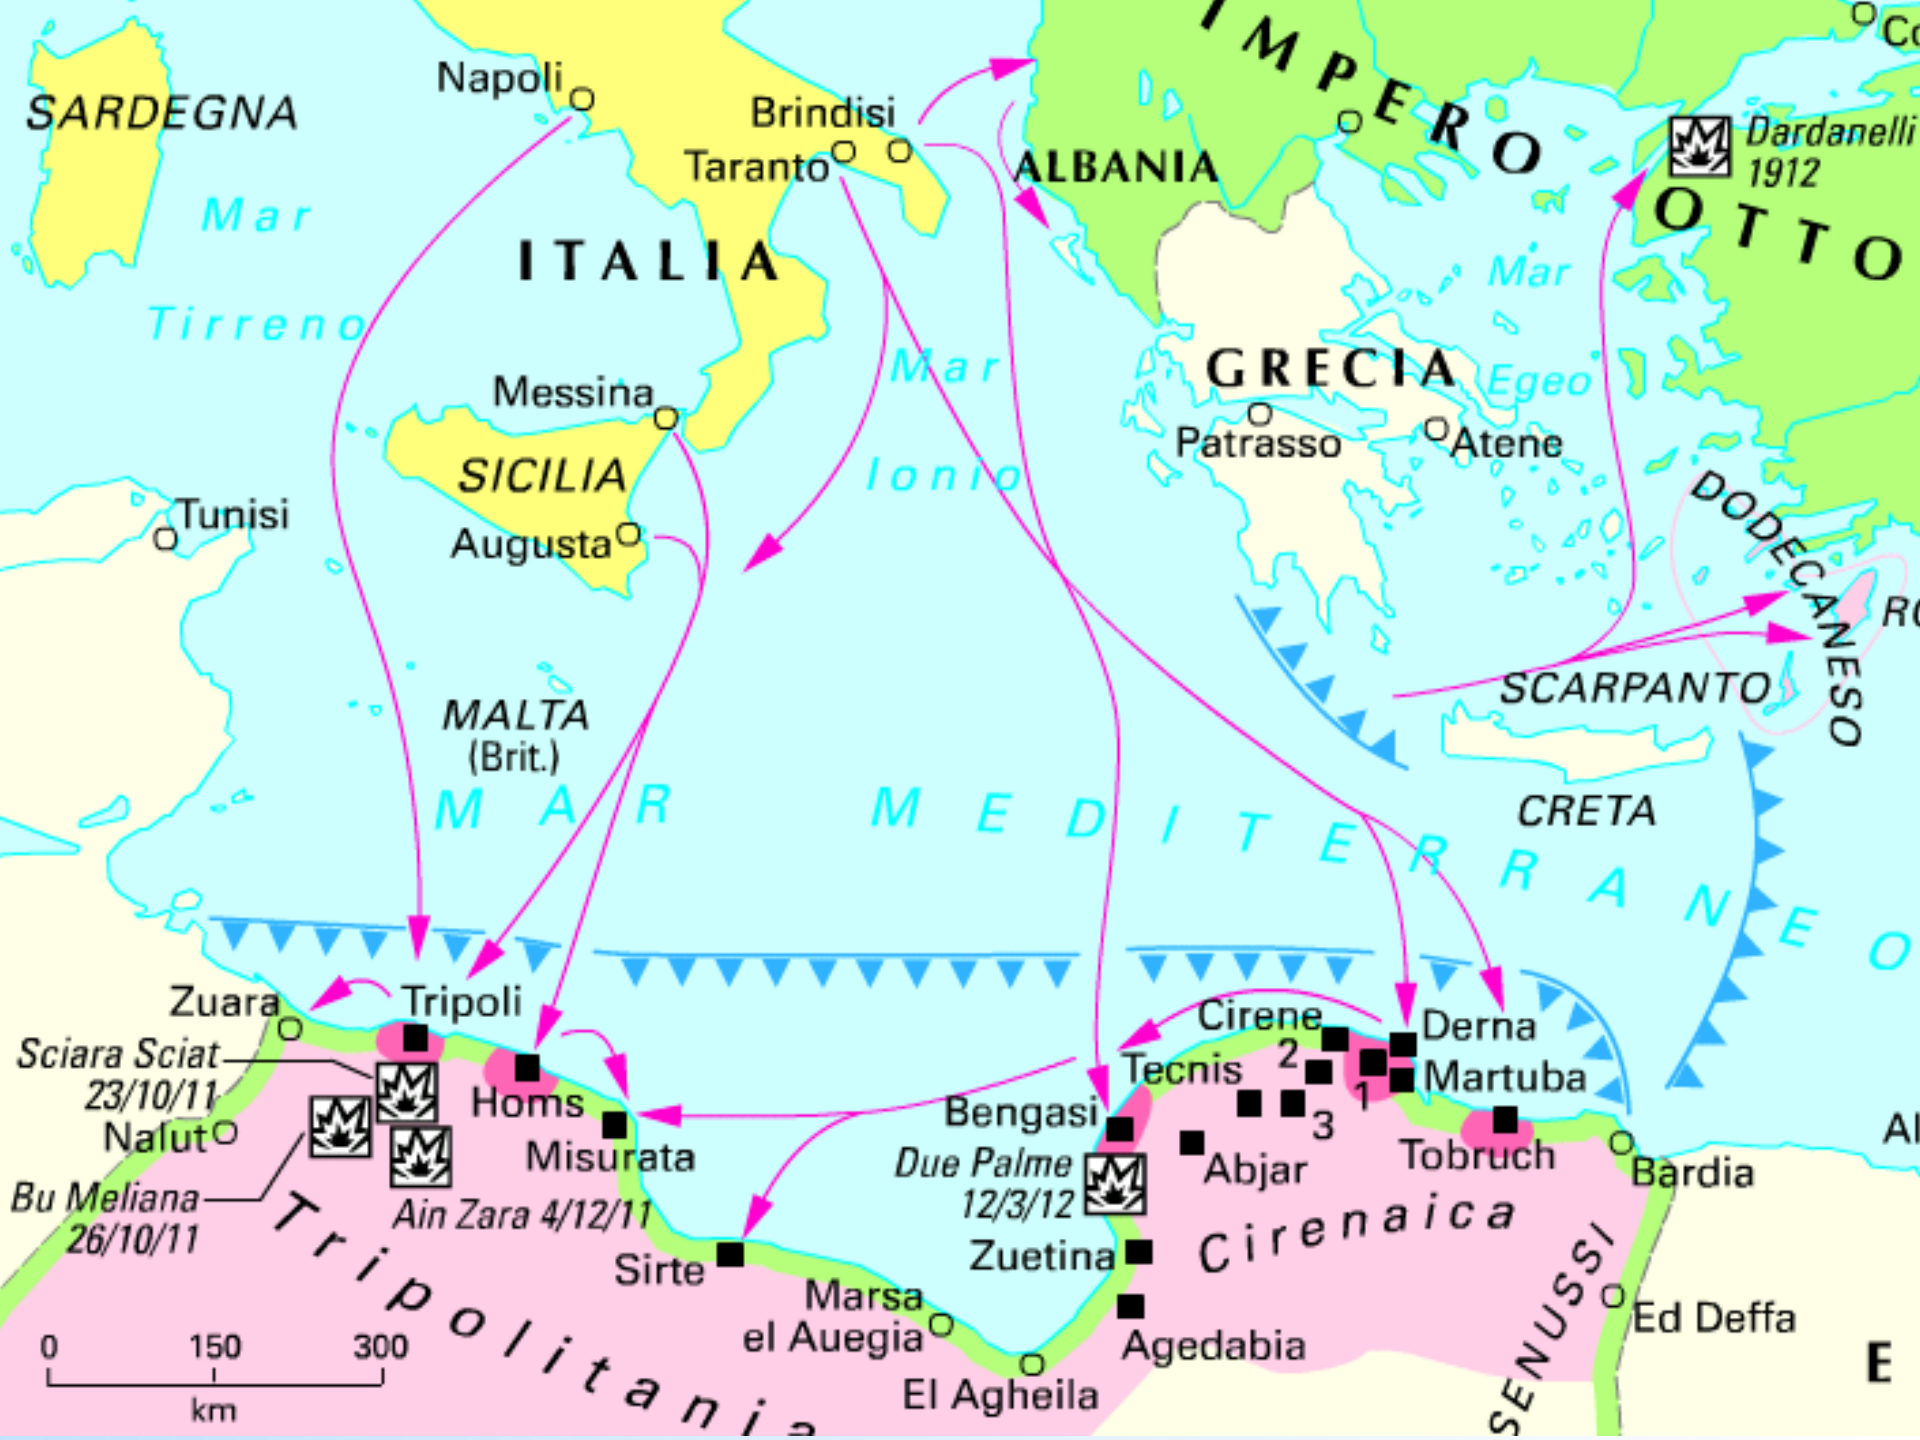 IMPERO
OTTO
Co
Napoli
SARDEGNA
Brindisi
Taranto
ALBANIA
Dardanelli
1912
Mar
Tirreno
ITALIA
Mar
Egeo
Mar
Ionio
GRECIA
Messina
Patrasso
Atene
SICILIA
Tunisi
Augusta
DODECANESO
RO
SCARPANTO
MALTA
(Brit.)
CRETA
MAR MEDITERRANEO
Zuara
Tripoli
Cirene
Derna
Sciara Sciat
23/10/11
2
Tecnis
Martuba
1
Homs
Nalut
Bengasi
3
Al
Misurata
Due Palme
12/3/12
Abjar
Tobruch
Bardia
Bu Meliana
26/10/11
Ain Zara 4/12/11
Tripolitania
Cirenaica
Zuetina
Sirte
Marsa
el Auegia
SENUSSI
Ed Deffa
Agedabia
El Agheila
E
0 150 300
km